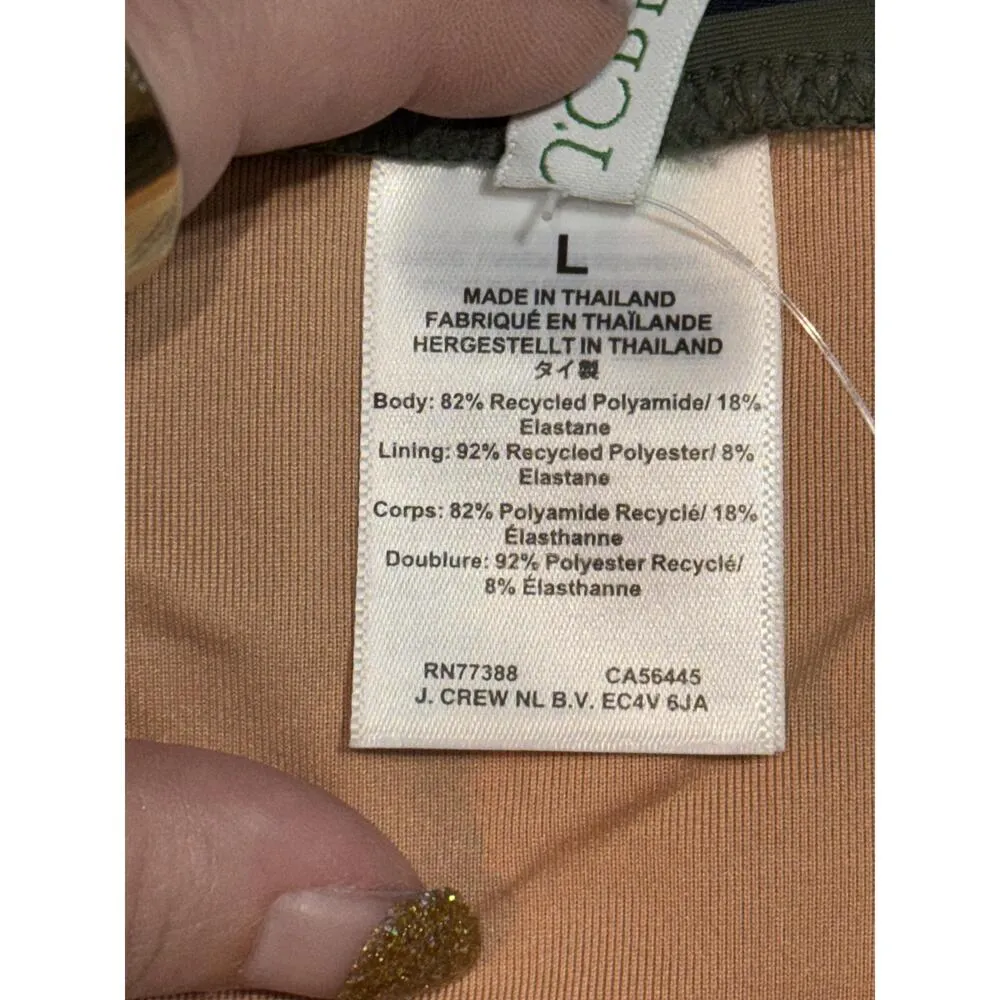 L
MADE IN THAILAND
FABRIQUÉ EN THAÏLANDE
HERGESTELLT IN THAILAND
タイ製
Body: 82% Recycled Polyamide/ 18%
Elastane
Lining: 92% Recycled Polyester/ 8%
Elastane
Corps: 82% Polyamide Recyclé/ 18%
Élasthanne
Doublure: 92% Polyester Recyclé/
8% Élasthanne
RN77388 CA56445
J. CREW NL B.V. EC4V 6JA